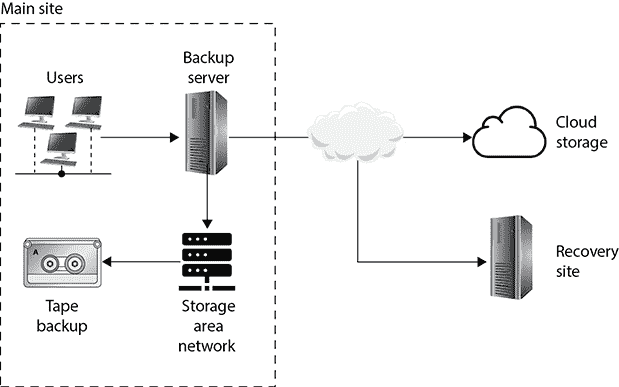 Main site
Users
Backup
server
Cloud
storage
A
Tape
backup
Storage
area
network
Recovery
site